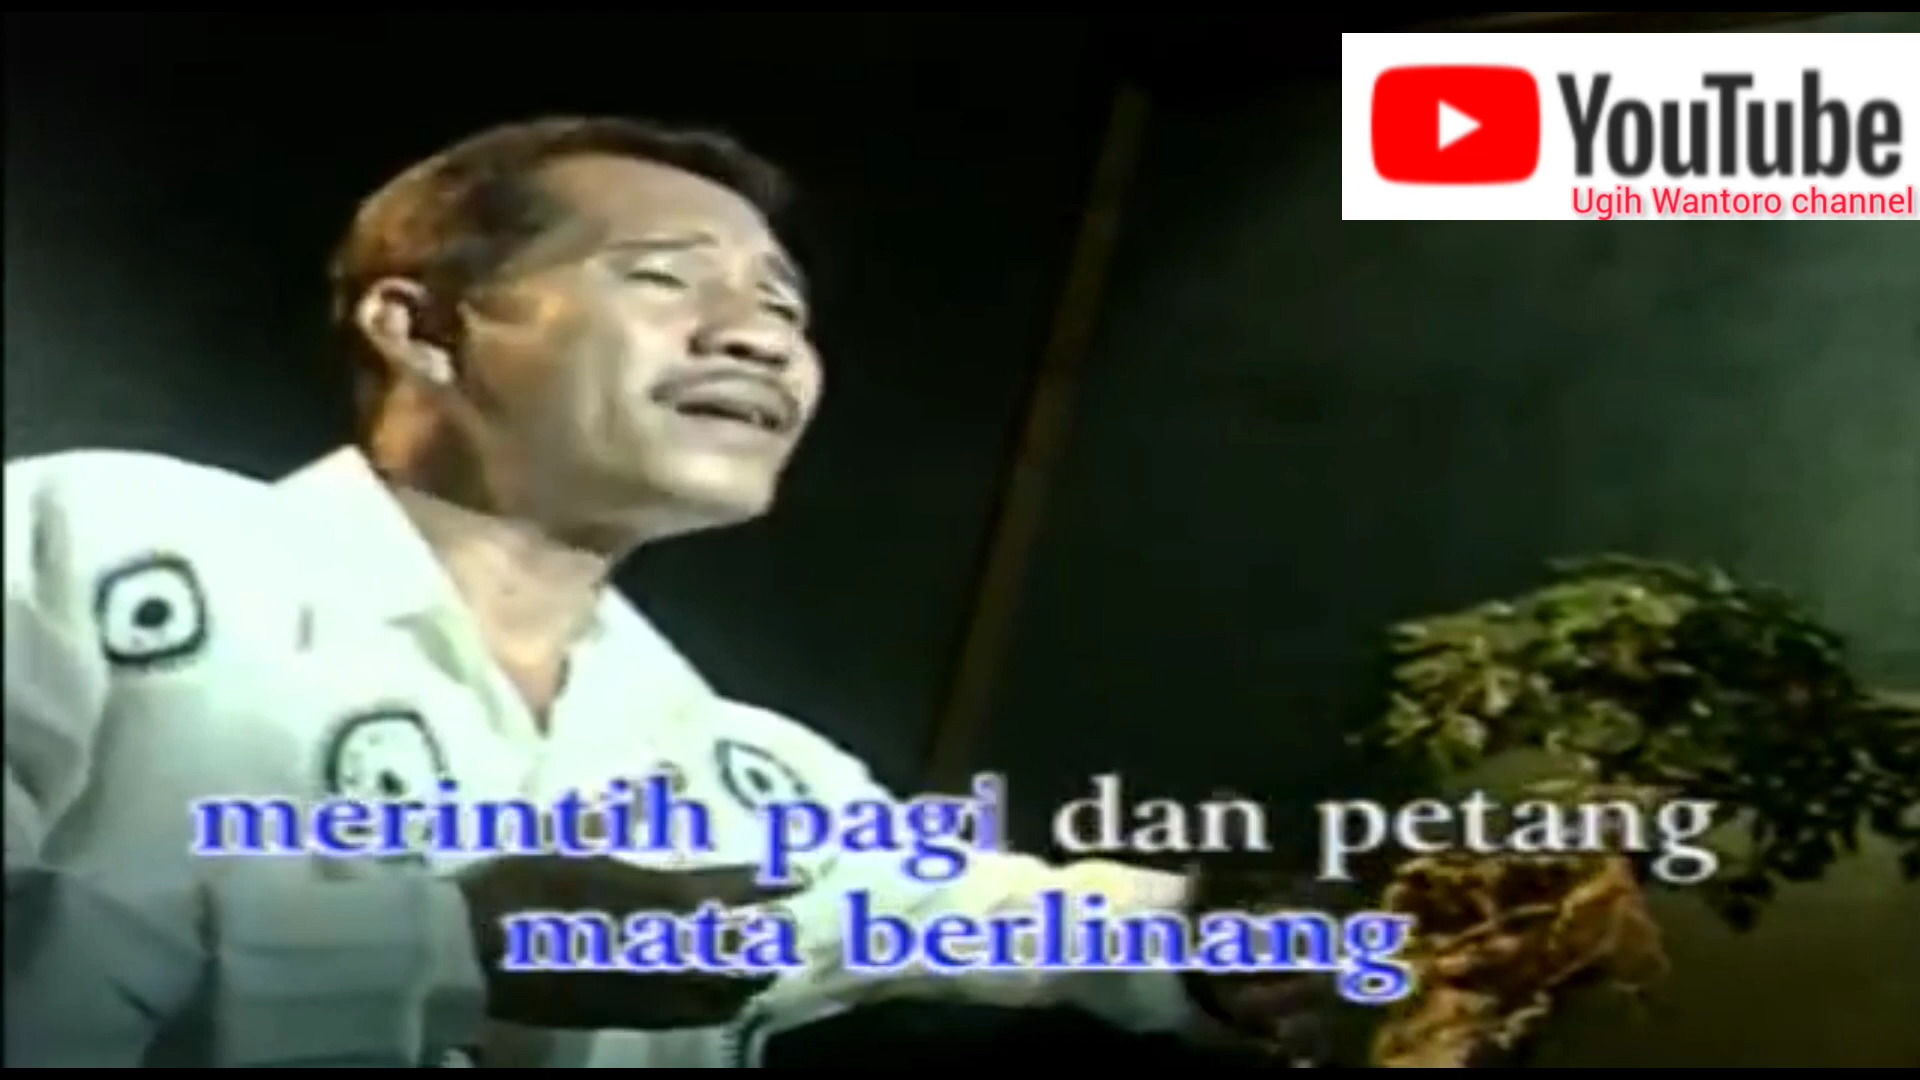 YouTube
Ugih Wantoro channel
merintih pagi dan petang
mata berlinang